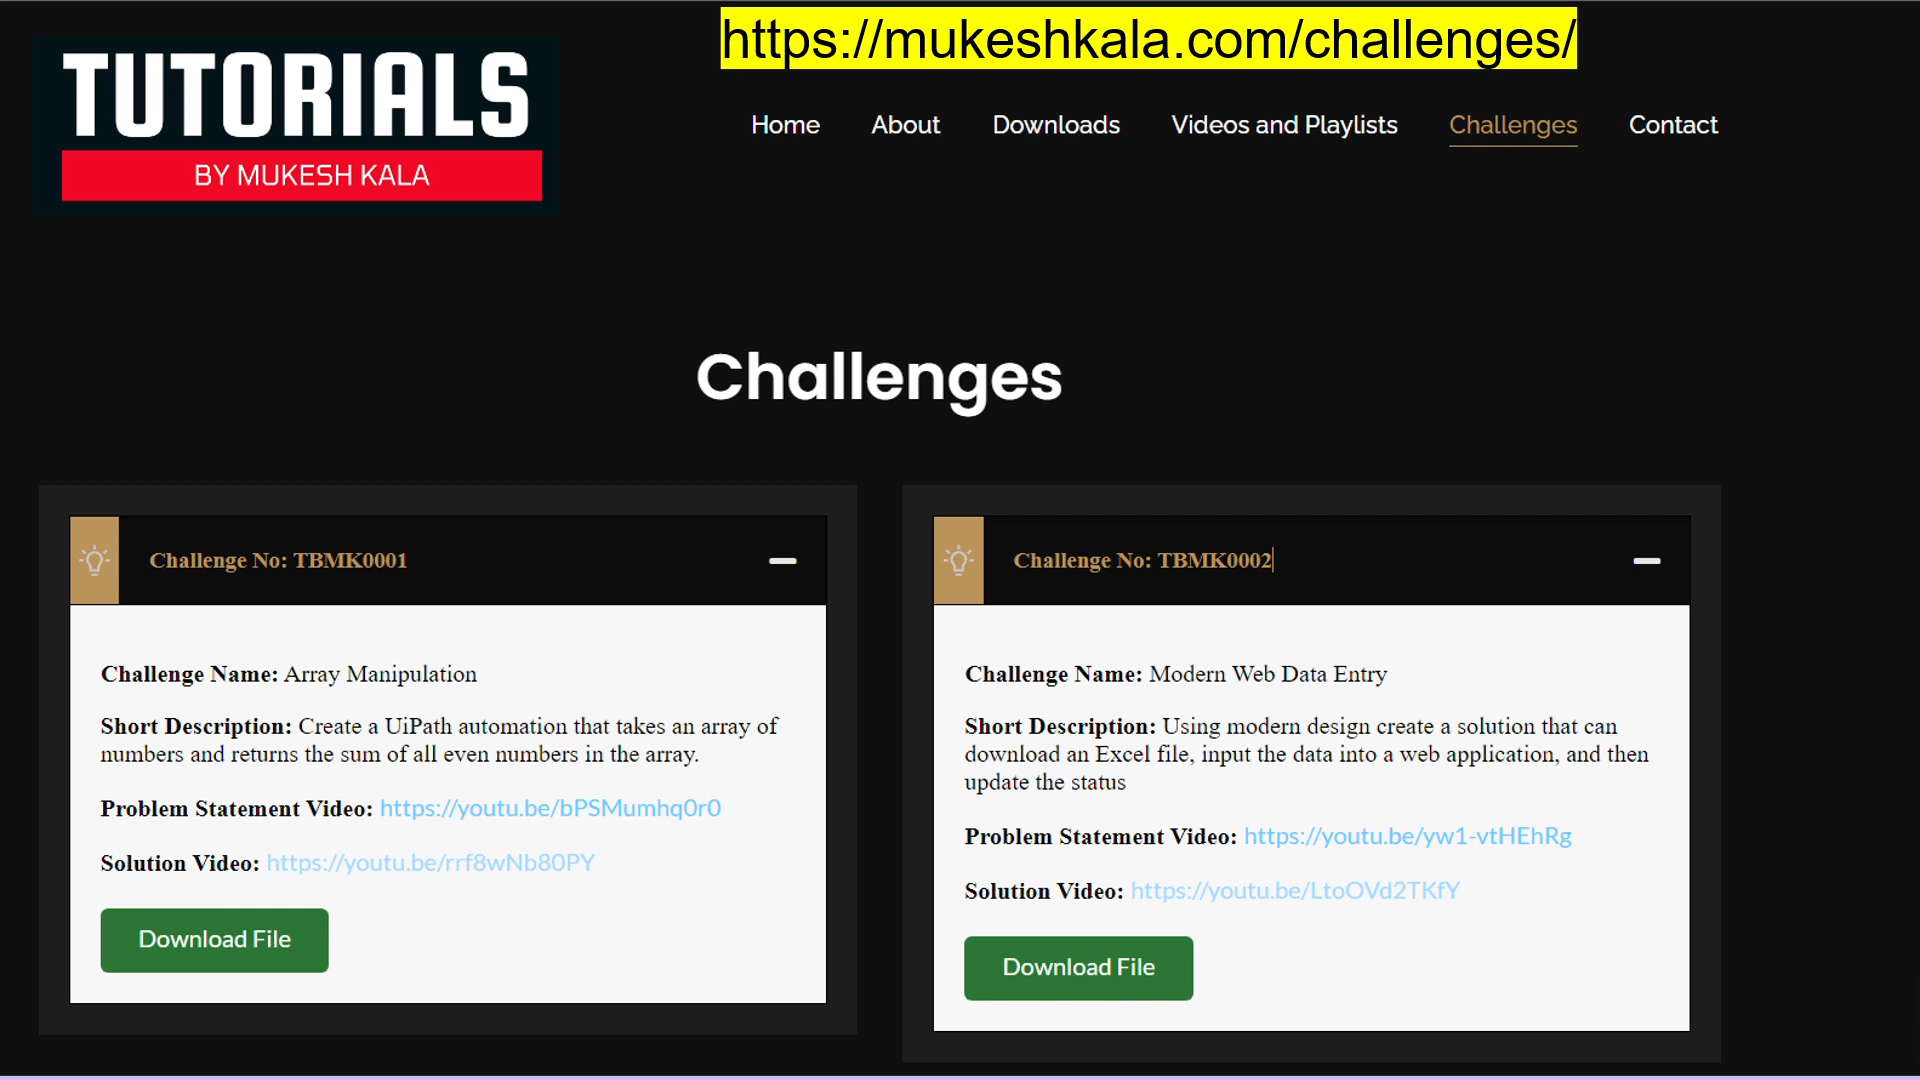 https://mukeshkala.com/challenges/
TUTORIALS
BY MUKESH KALA
Home About Downloads Videos and Playlists Challenges Contact
Challenges
Challenge No: TBMK0001
Challenge Name: Array Manipulation
Short Description: Create a UiPath automation that takes an array of
numbers and returns the sum of all even numbers in the array.
Problem Statement Video: https://youtu.be/bPSMumhq0r0
Solution Video: https://youtu.be/rrf8wNb80PY
Download File
Challenge No: TBMK0002
Challenge Name: Modern Web Data Entry
Short Description: Using modern design create a solution that can
download an Excel file, input the data into a web application, and then
update the status
Problem Statement Video: https://youtu.be/yw1-vtHEhRg
Solution Video: https://youtu.be/LtoOVd2TKfY
Download File